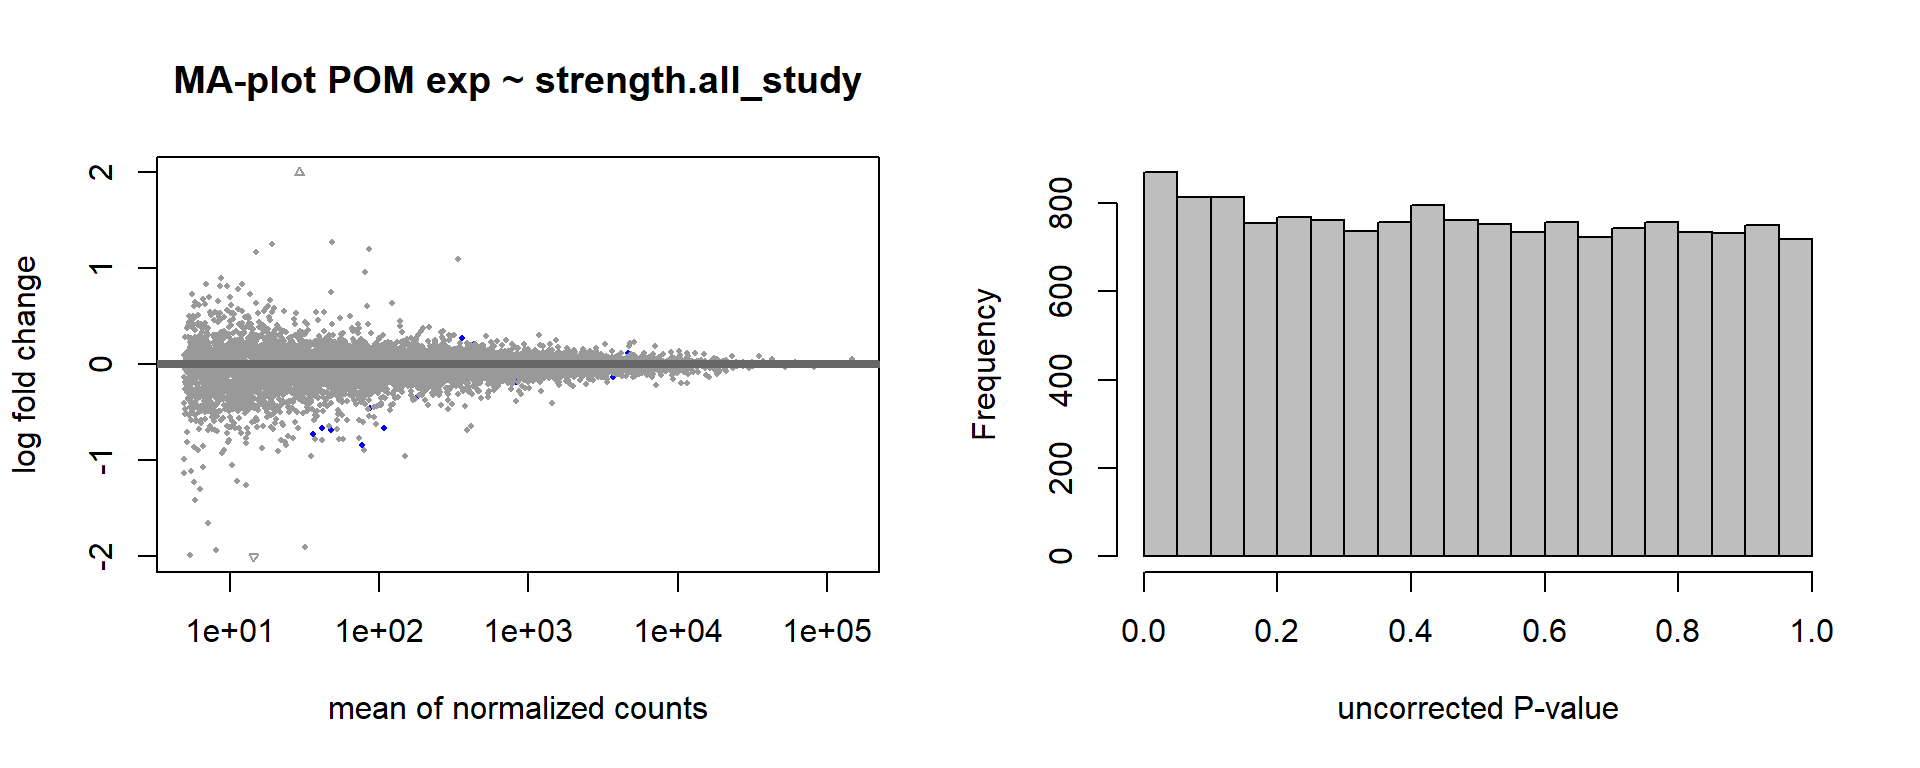 MA-plot POM exp ~ strength.all_study
log fold change
2
1
0
-1
-2
1e+01 1e+02 1e+03 1e+04 1e+05
mean of normalized counts
Frequency
800
600
400
200
0
0.0 0.2 0.4 0.6 0.8 1.0
uncorrected P-value